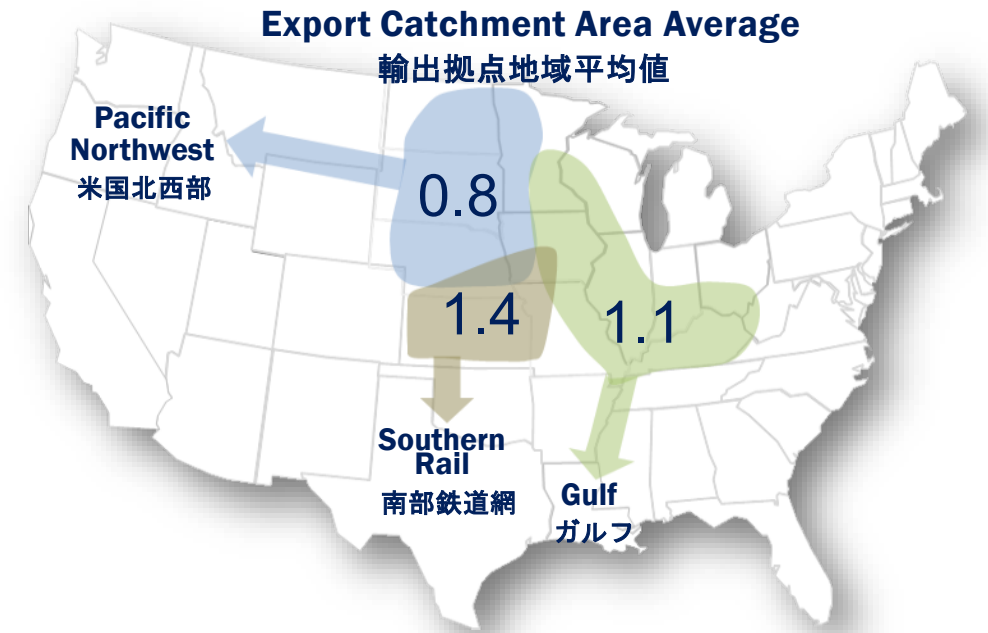 Export Catchment Area Average
輸出拠点地域平均値
Pacific
Northwest
米国北西部
0.8
1.4
1.1
Southern
Rail
南部鉄道網
Gulf
ガルフ